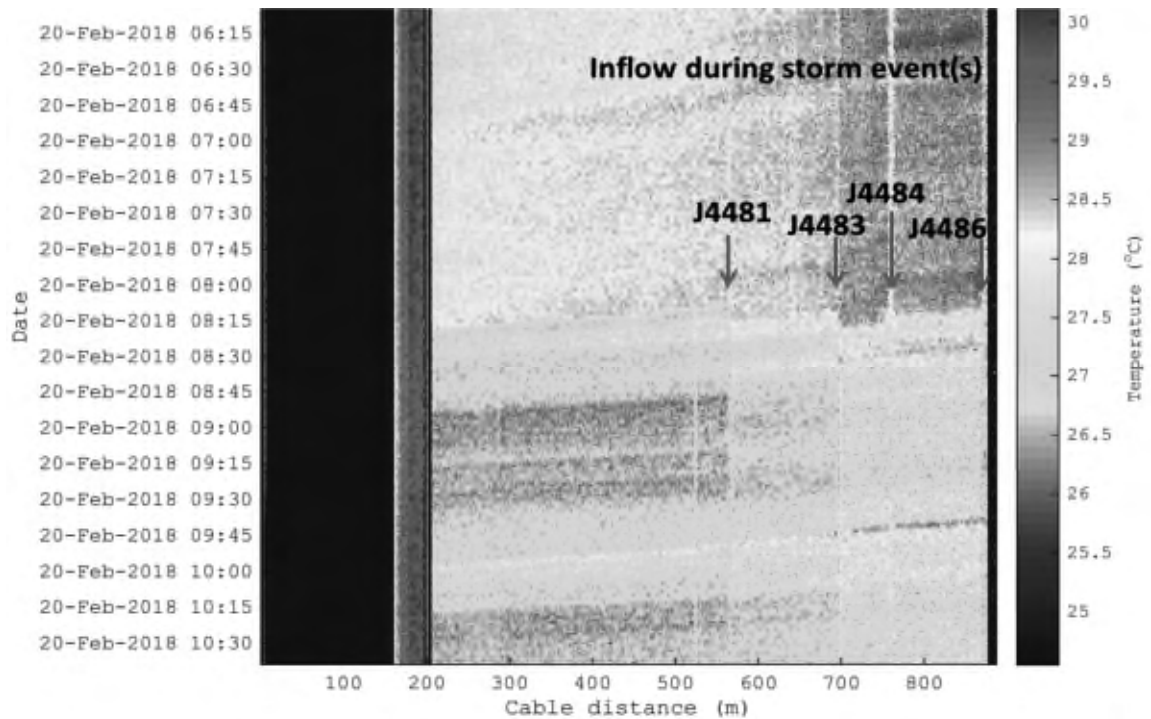 20-Feb-2018 06:15
20-Feb-2018 06:30
20-Feb-2018 06:45
20-Feb-2018 07:00
20-Feb-2018 07:15
20-Feb-2018 07:30
20-Feb-2018 07:45
20-Feb-2018 08:00
20-Feb-2018 08:15
20-Feb-2018 08:30
20-Feb-2018 08:45
20-Feb-2018 09:00
20-Feb-2018 09:15
20-Feb-2018 09:30
20-Feb-2018 09:45
20-Feb-2018 10:00
20-Feb-2018 10:15
20-Feb-2018 10:30
Date
Inflow during storm event(s)
J4481
J4483
J4484
J4486
100 200 300 400 500 600 700 800
Cable distance (m)
30
29.5
29
28.5
28
27.5
27
26.5
26
25.5
25
Temperature (°C)